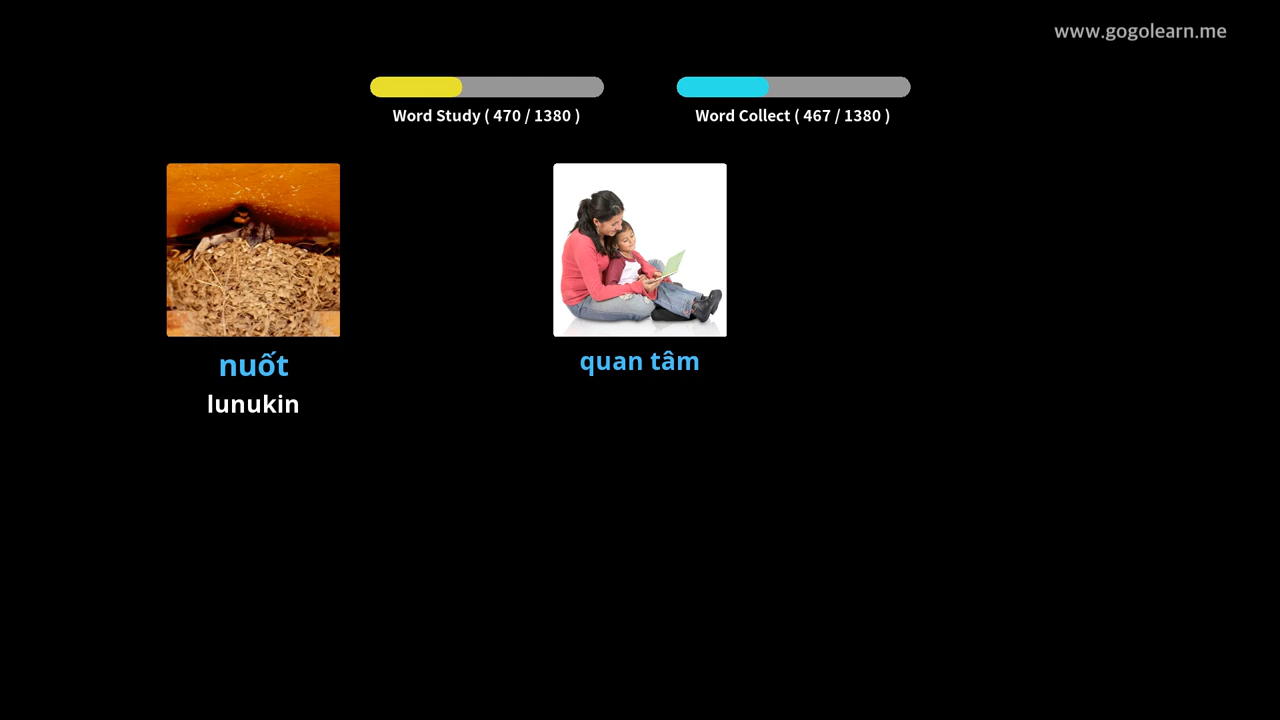 www.gogolearn.me
Word Study ( 470 / 1380 )
Word Collect ( 467 / 1380 )
nuốt
lunukin
quan tâm